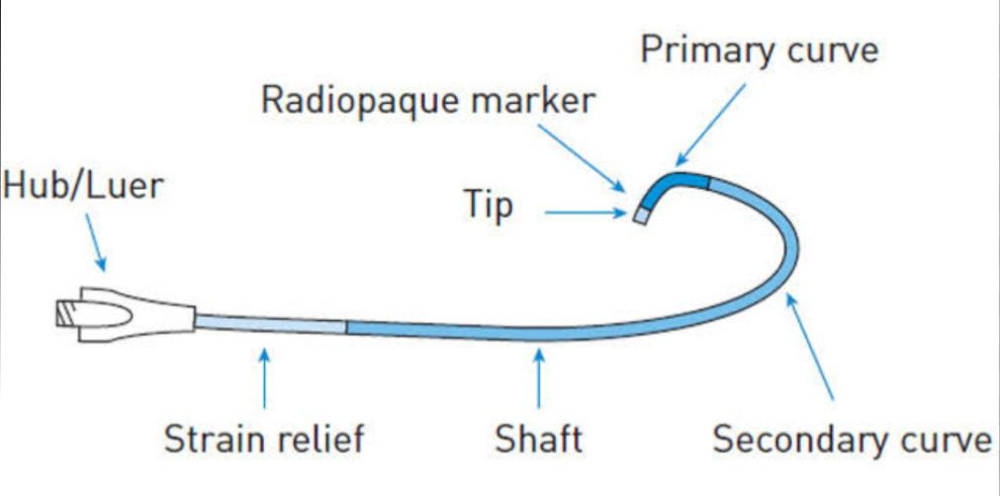 Primary curve
Radiopaque marker
Hub/Luer
Tip
Strain relief
Shaft
Secondary curve